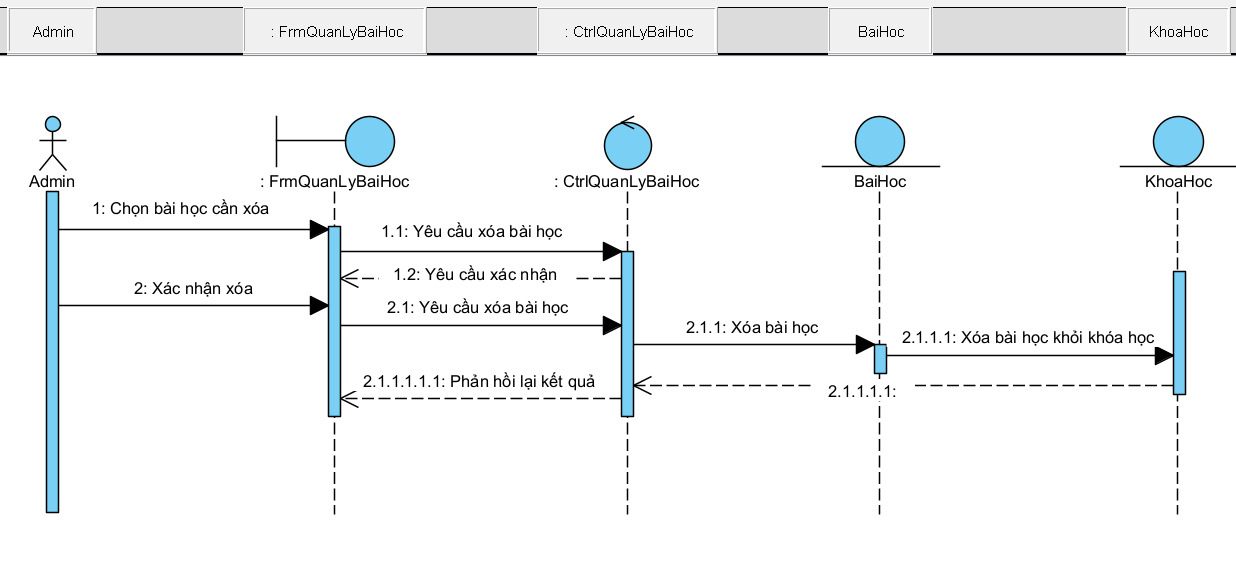 Admin
: FrmQuanLyBaiHoc
: CtrlQuanLyBaiHoc
BaiHoc
KhoaHoc
Admin
: FrmQuanLyBaiHoc
: CtrlQuanLyBaiHoc
BaiHoc
KhoaHoc
1: Chọn bài học cần xóa
1.1: Yêu cầu xóa bài học
1.2: Yêu cầu xác nhận
2: Xác nhận xóa
2.1: Yêu cầu xóa bài học
2.1.1: Xóa bài học
2.1.1.1: Xóa bài học khỏi khóa học
2.1.1.1.1:
2.1.1.1.1.1: Phản hồi lại kết quả